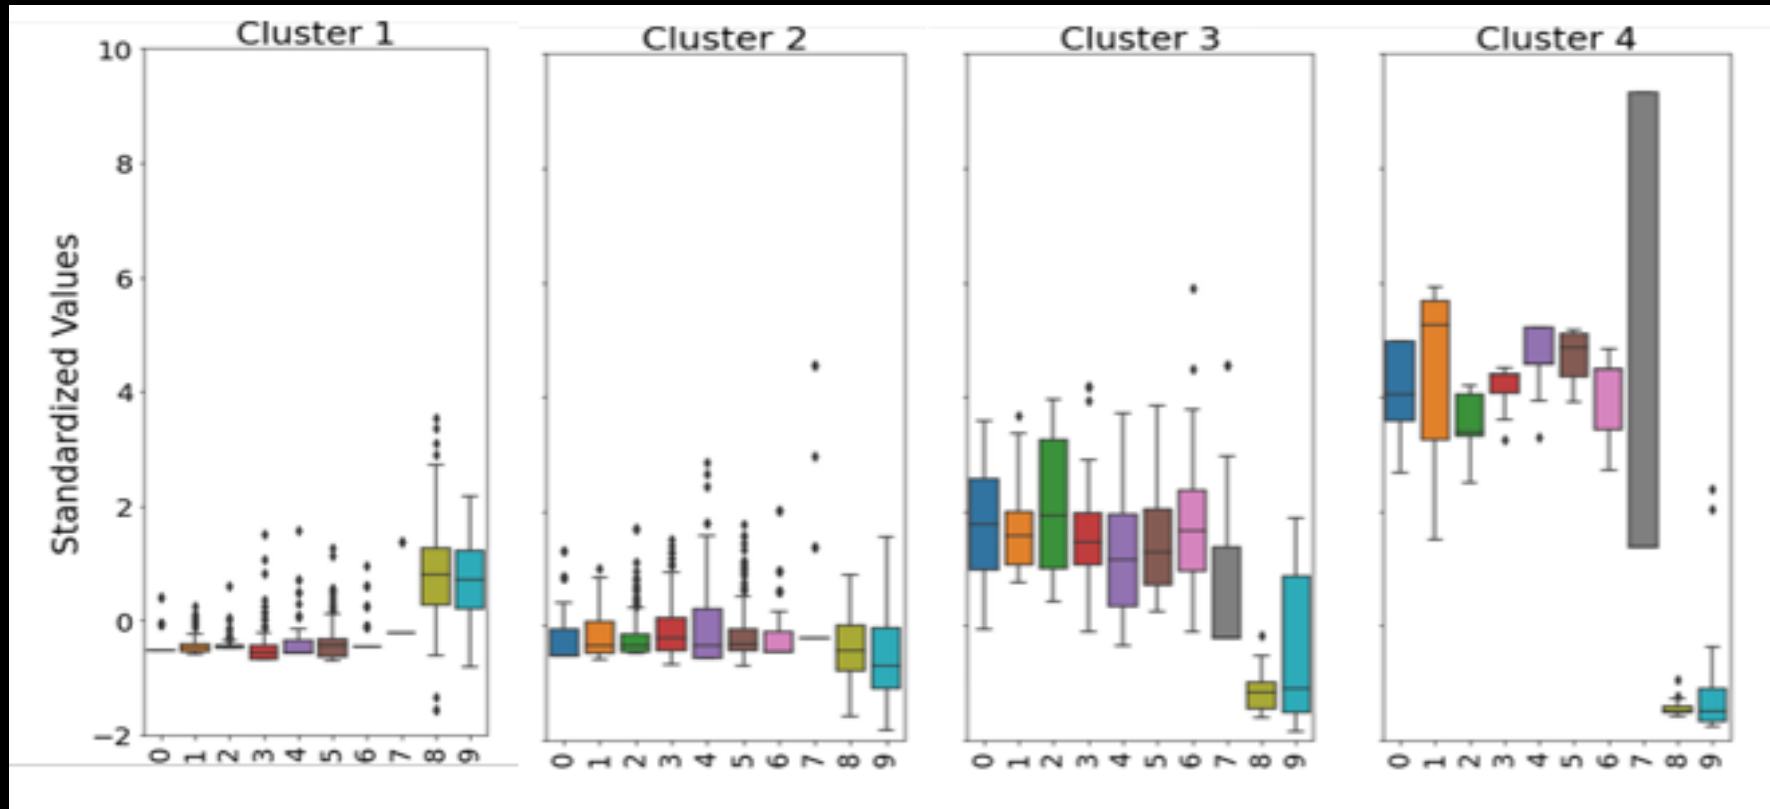 Cluster 1
Cluster 2
Cluster 3
Cluster 4
Standardized Values
10
8
6
4
2
0
−2
0 1 2 3 4 5 6 7 8 9
0 1 2 3 4 5 6 7 8 9
0 1 2 3 4 5 6 7 8 9
0 1 2 3 4 5 6 7 8 9